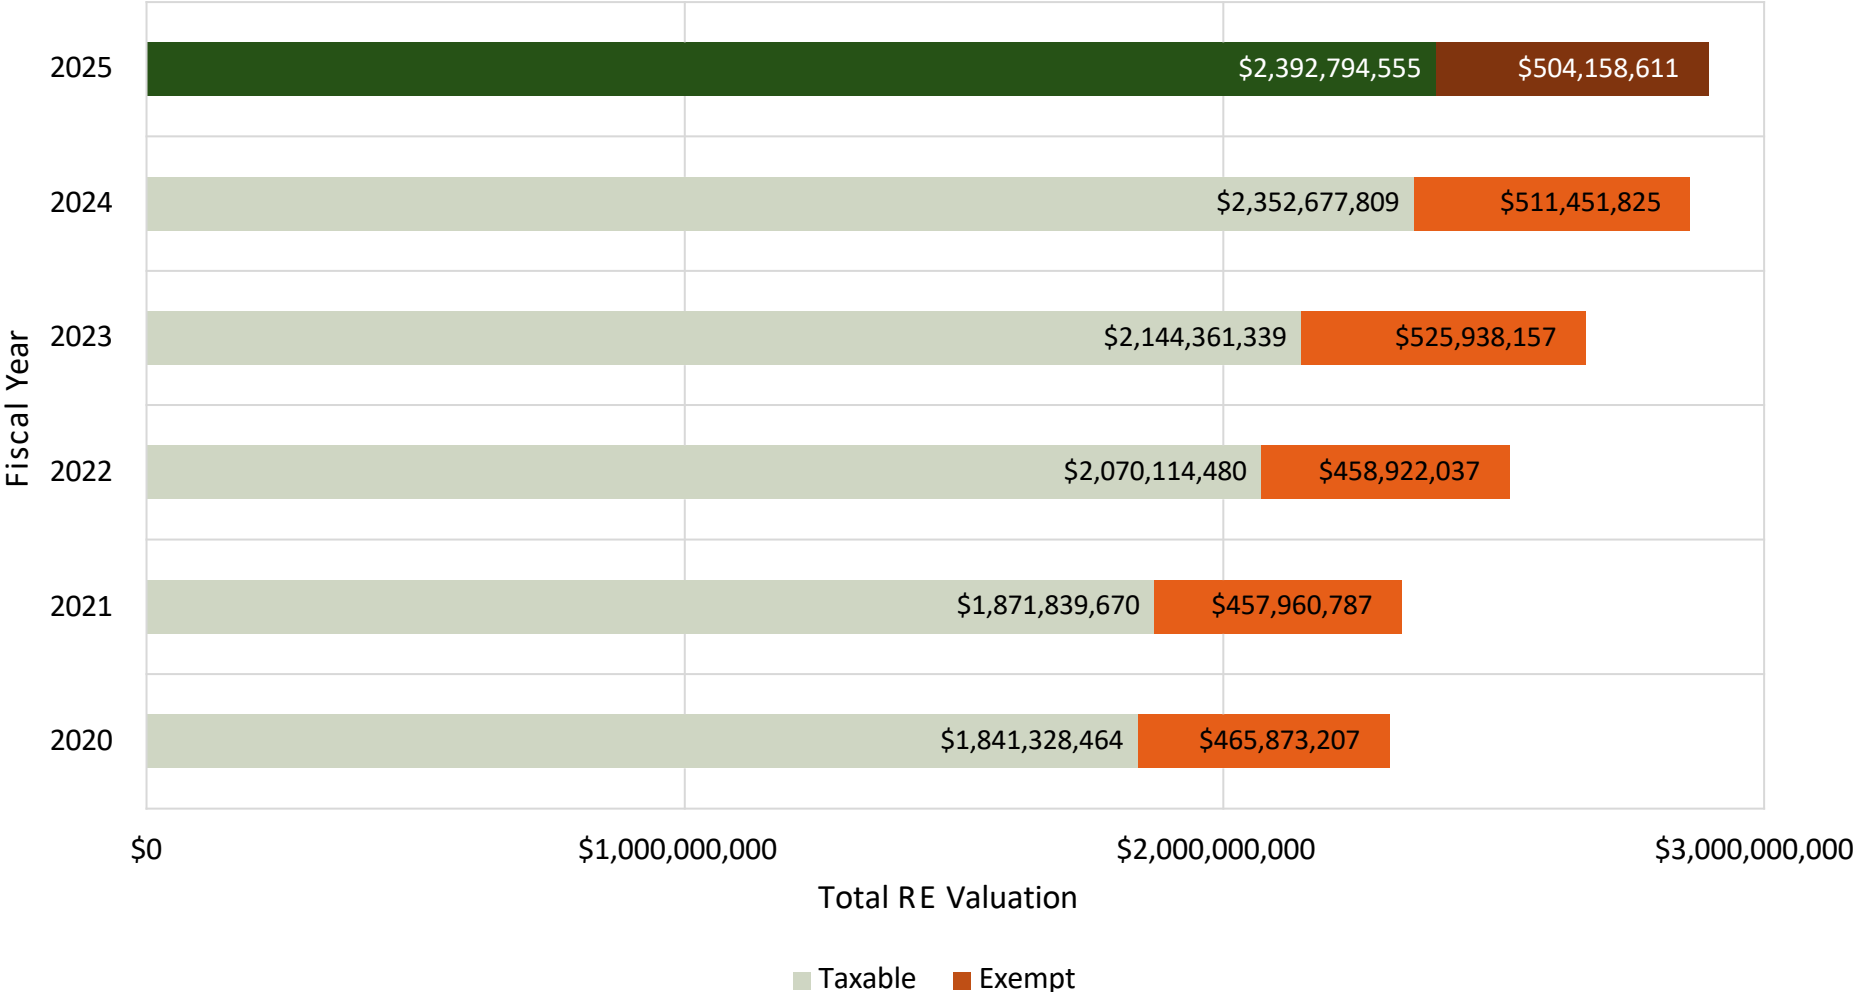 2025 $2,392,794,555 $504,158,611
2024 $2,352,677,809 $511,451,825
2023 $2,144,361,339 $525,938,157
Fiscal Year
2022 $2,070,114,480 $458,922,037
2021 $1,871,839,670 $457,960,787
2020 $1,841,328,464 $465,873,207
$0 $1,000,000,000 $2,000,000,000 $3,000,000,000
Total RE Valuation
Taxable Exempt